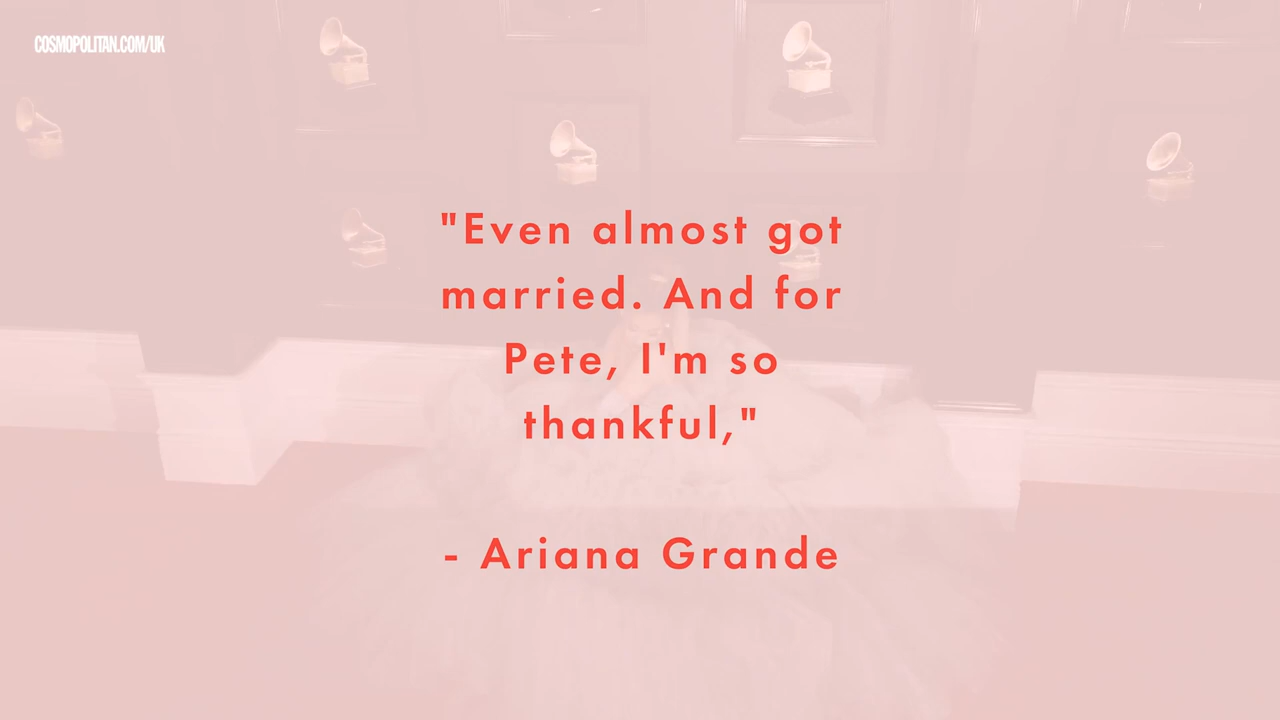 COSMOPOLITAN.COM/UK
"Even almost got
married. And for
Pete, I'm so
thankful,"
- Ariana Grande